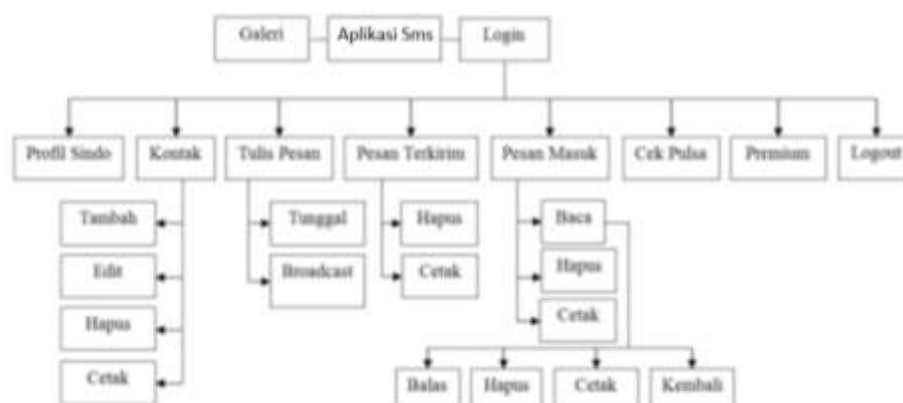 Galeri
Aplikasi Sms
Login
Profil Sindo
Kontak
Tulis Pesan
Pesan Terkirim
Pesan Masuk
Cek Pulsa
Premium
Logout
Tambah
Edit
Hapus
Cetak
Tunggal
Broadcast
Hapus
Cetak
Baca
Hapus
Cetak
Balas
Hapus
Cetak
Kembali